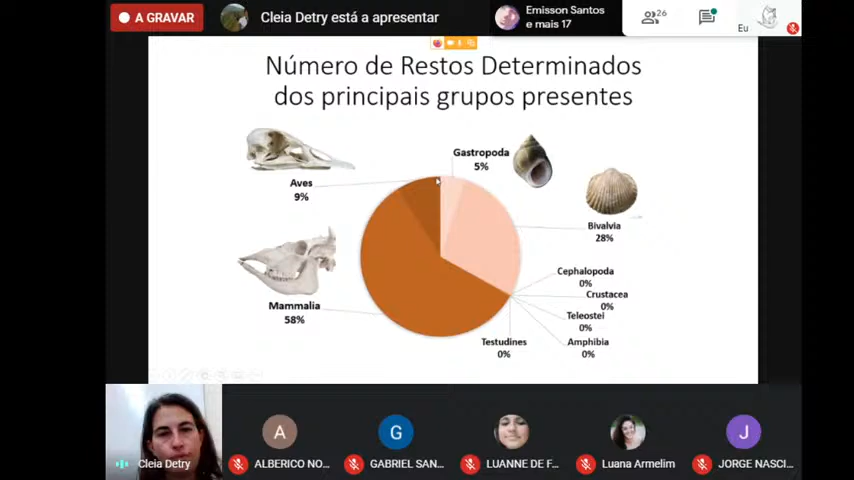 A GRAVAR
Cleia Detry está a apresentar
Emisson Santos
e mais 17
26
Eu
Número de Restos Determinados
dos principais grupos presentes
Gastropoda
5%
Aves
9%
Bivalvia
28%
Cephalopoda
0%
Crustacea
0%
Mammalia
58%
Teleostei
0%
Testudines
0%
Amphibia
0%
A
G
J
Cleia Detry
ALBERICO NO...
GABRIEL SAN...
LUANNE DE F...
Luana Armelim
JORGE NASCI...